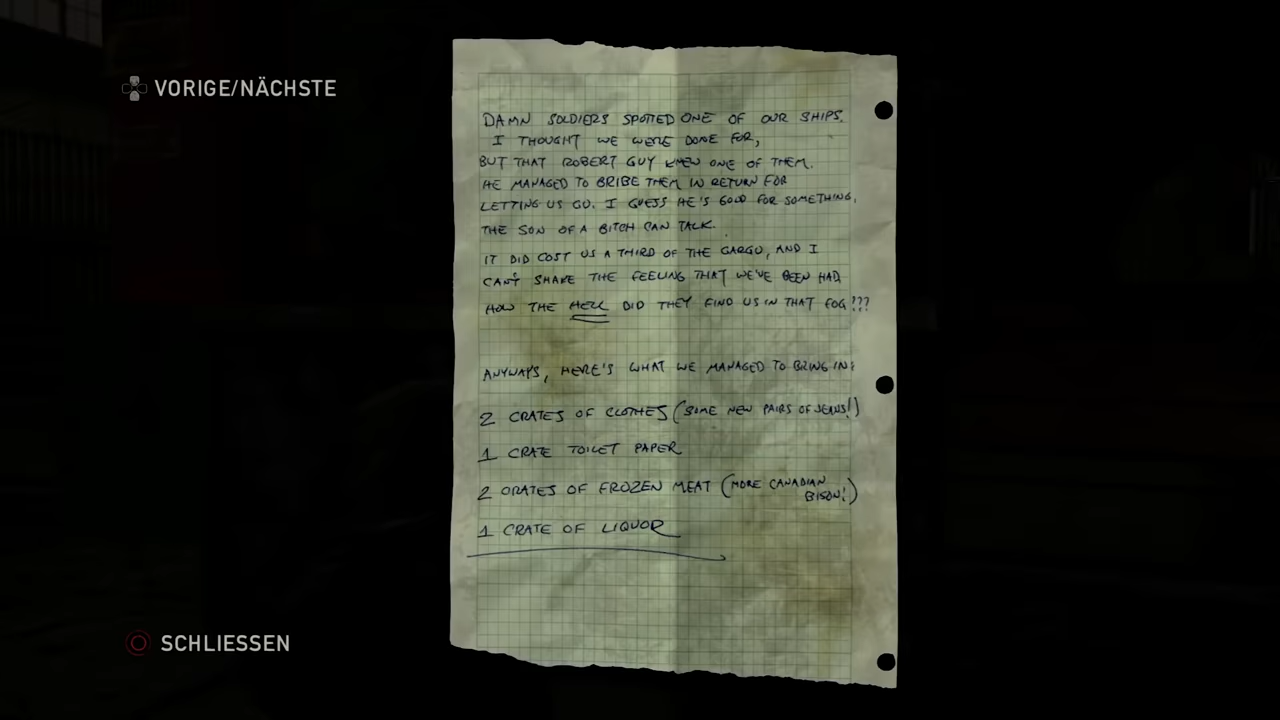 VORIGE/NÄCHSTE
DAMN SOLDIERS SPOTTED ONE OF OUR SHIPS.
I THOUGHT WE WERE DONE FOR,
BUT THAT ROBERT GUY KNEW ONE OF THEM.
HE MANAGED TO BRIBE THEM IN RETURN FOR
LETTING US GO. I GUESS HE'S GOOD FOR SOMETHING.
THE SON OF A BITCH CAN TALK.
IT DID COST US A THIRD OF THE CARGO, AND I
CAN'T SHAKE THE FEELING THAT WE'VE BEEN HAD.
HOW THE HELL DID THEY FIND US IN THAT FOG???
ANYWAYS, HERE'S WHAT WE MANAGED TO BRING IN:
2 CRATES OF CLOTHES (SOME NEW PAIRS OF JEANS!)
1 CRATE TOILET PAPER
2 CRATES OF FROZEN MEAT (MORE CANADIAN
BISON!)
1 CRATE OF LIQUOR
SCHLIESSEN